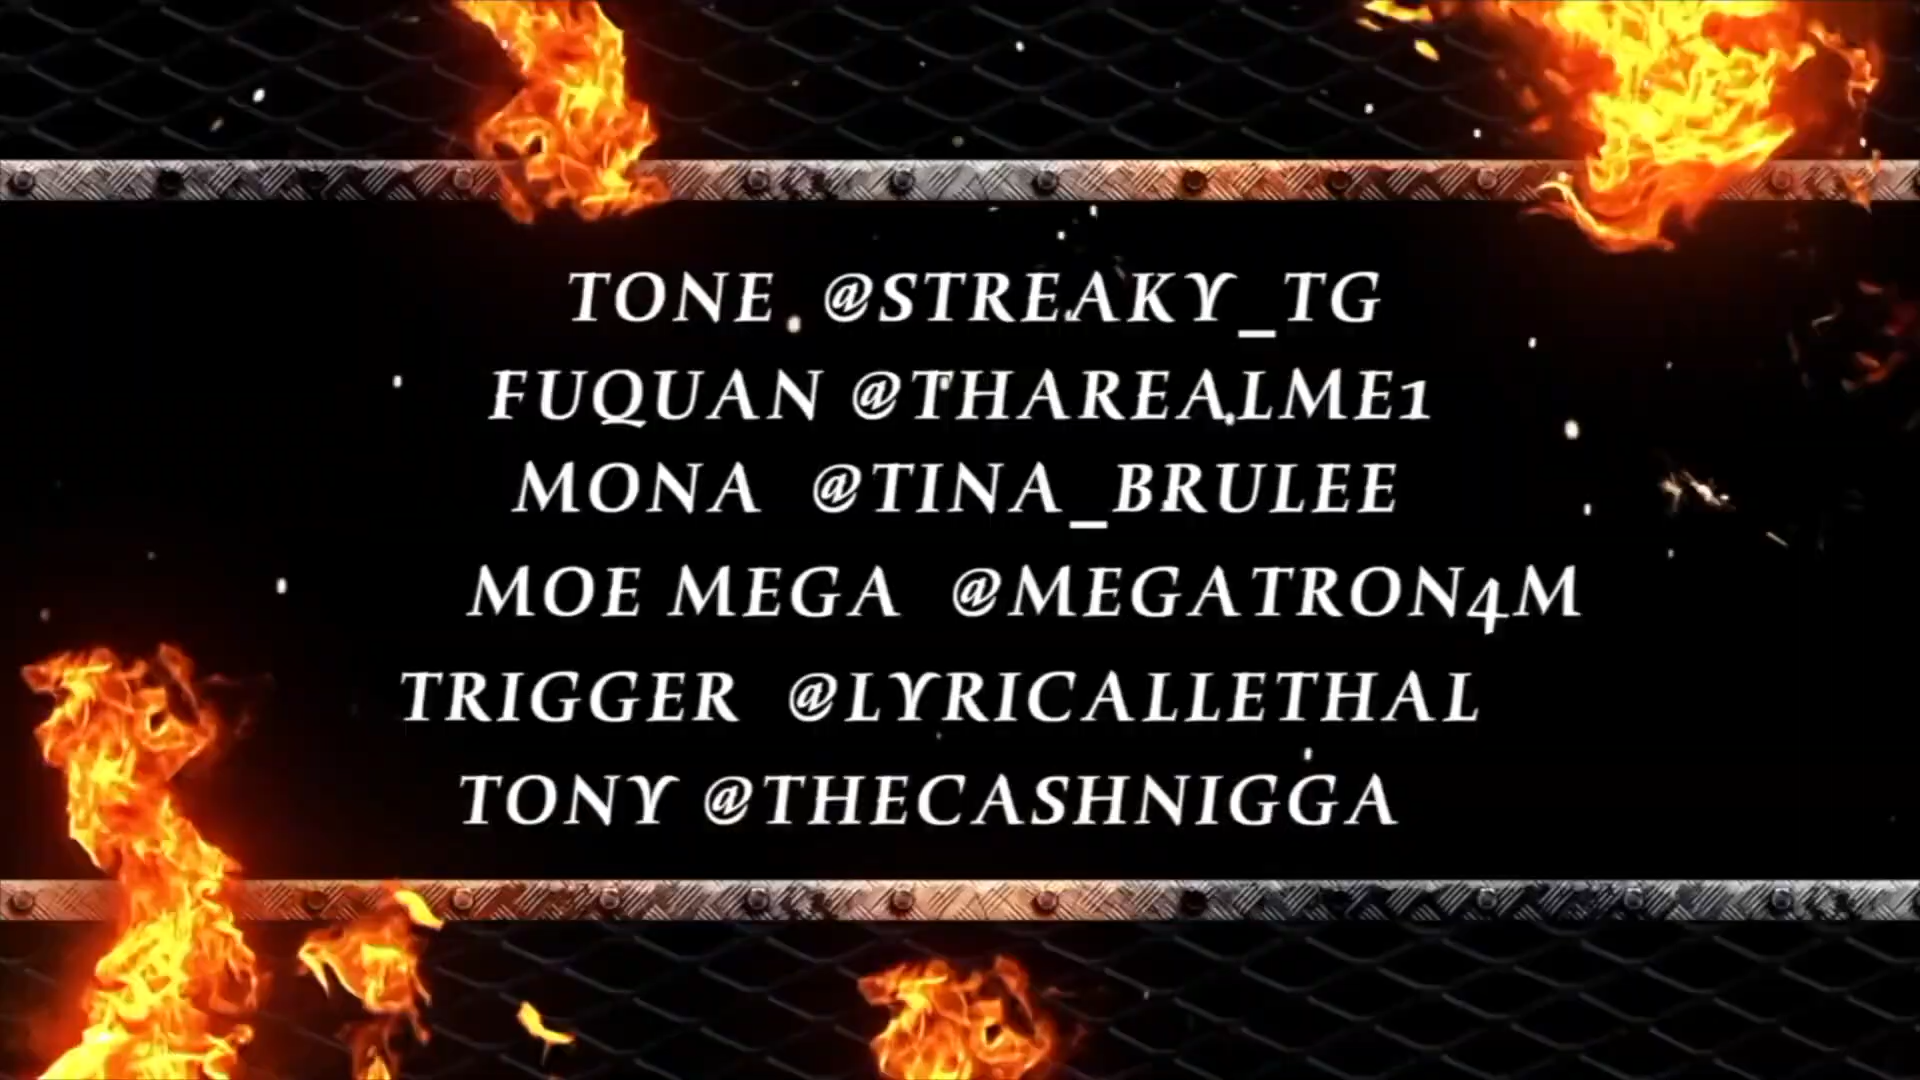 TONE @STREAKY_TG
FUQUAN @THAREALME1
MONA @TINA_BRULEE
MOE MEGA @MEGATRON4M
TRIGGER @LYRICALLETHAL
TONY @THECASHNIGGA